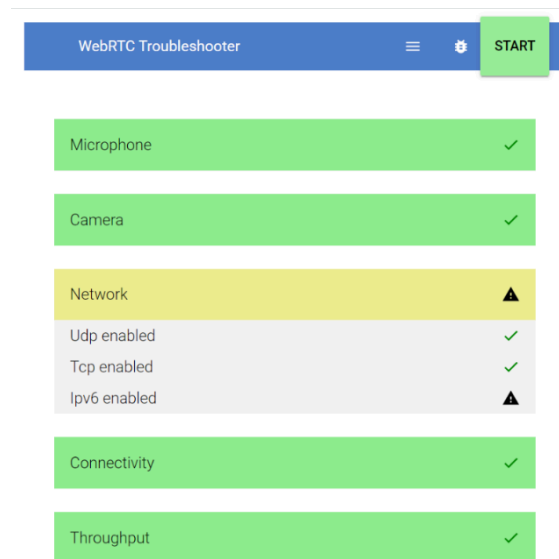 WebRTC Troubleshooter
START
Microphone
Camera
Network
Udp enabled
Tcp enabled
Ipv6 enabled
Connectivity
Throughput